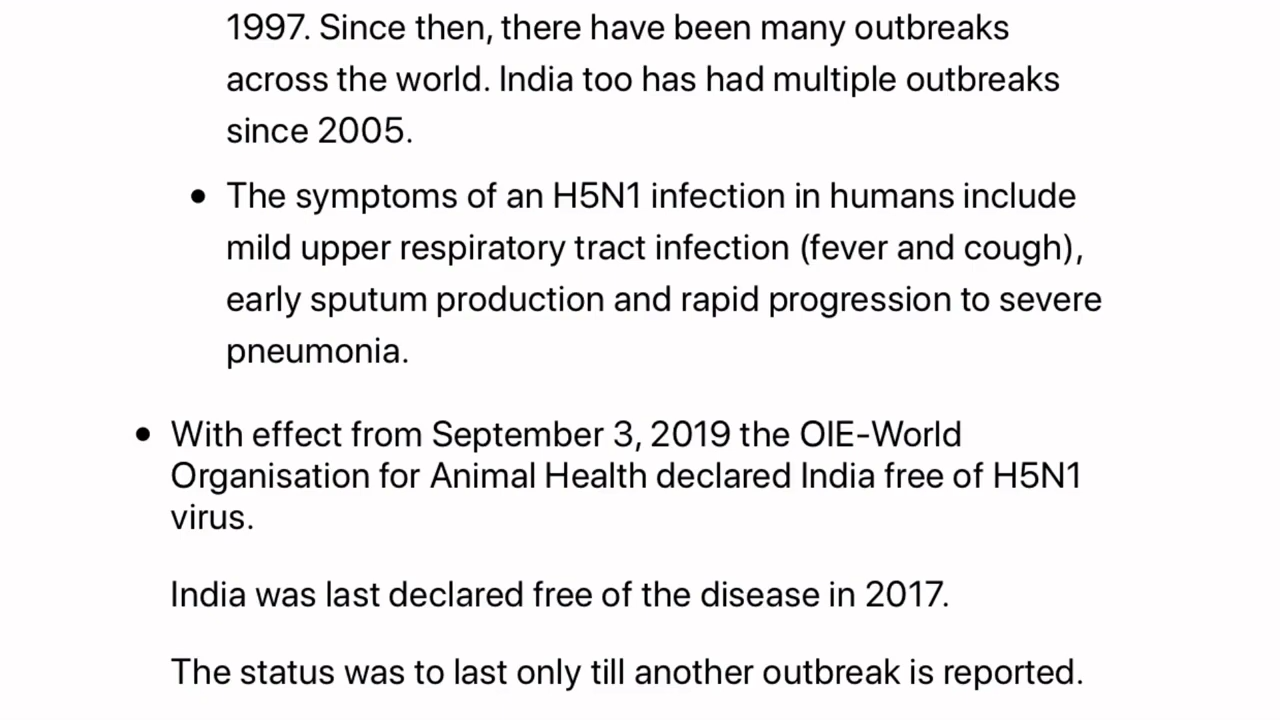 1997. Since then, there have been many outbreaks
across the world. India too has had multiple outbreaks
since 2005.
• The symptoms of an H5N1 infection in humans include
mild upper respiratory tract infection (fever and cough),
early sputum production and rapid progression to severe
pneumonia.
• With effect from September 3, 2019 the OIE-World
Organisation for Animal Health declared India free of H5N1
virus.
India was last declared free of the disease in 2017.
The status was to last only till another outbreak is reported.